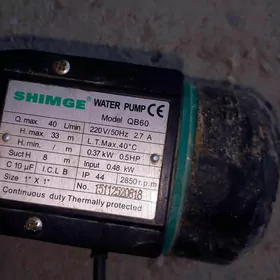 SHIMGE WATER PUMP CE
Model QB60
Q. max. 40 L/min 220V/50Hz 2.7 A
H. max. 33 m L.T.Max.40°C
H. min. / m 0.37 kW 0.5HP
Suct H 8 m Input 0.48 kW
C 10 µF I.C.L B IP 44 2850 r.p.m
Size 1" X 1" No. 1511252
Continuous duty Thermally protected